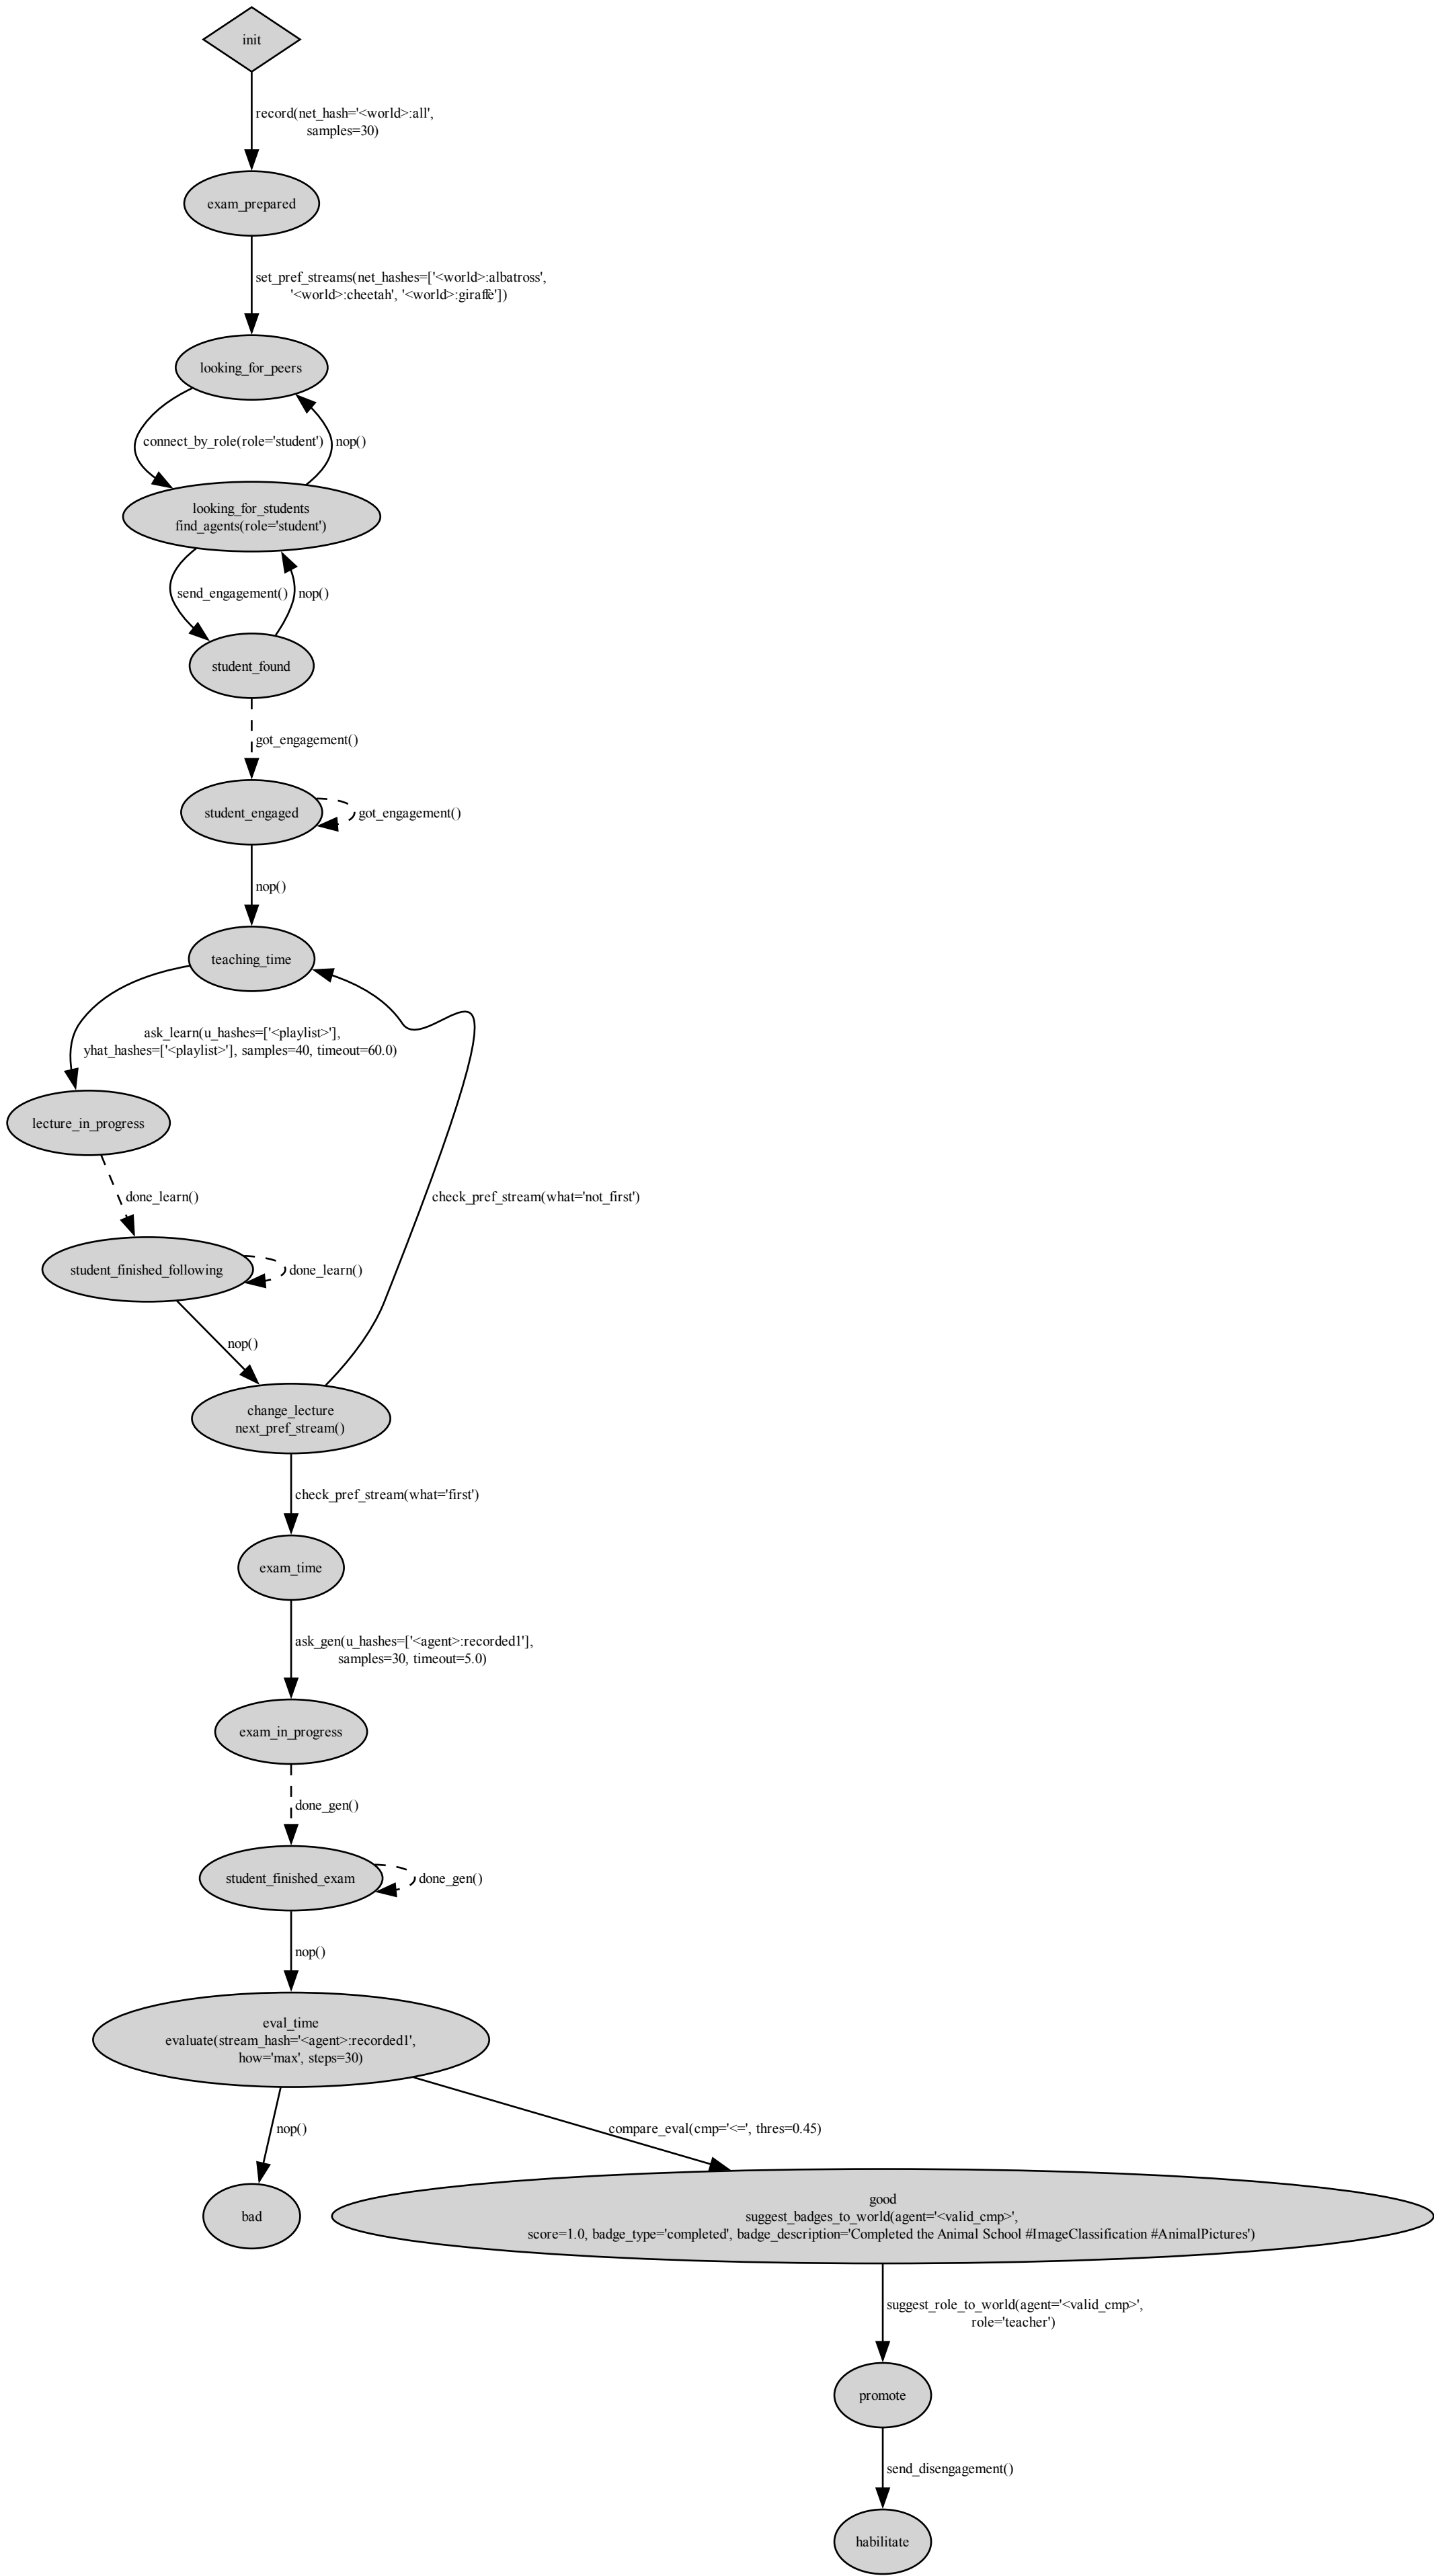 init
record(net_hash='<world>:all',
samples=30)
exam_prepared
set_pref_streams(net_hashes=['<world>:albatross',
'<world>:cheetah', '<world>:giraffe'])
looking_for_peers
connect_by_role(role='student')
nop()
looking_for_students
find_agents(role='student')
send_engagement()
nop()
student_found
got_engagement()
student_engaged
got_engagement()
nop()
teaching_time
ask_learn(u_hashes=['<playlist>'],
yhat_hashes=['<playlist>'], samples=40, timeout=60.0)
lecture_in_progress
done_learn()
check_pref_stream(what='not_first')
student_finished_following
done_learn()
nop()
change_lecture
next_pref_stream()
check_pref_stream(what='first')
exam_time
ask_gen(u_hashes=['<agent>:recorded1'],
samples=30, timeout=5.0)
exam_in_progress
done_gen()
student_finished_exam
done_gen()
nop()
eval_time
evaluate(stream_hash='<agent>:recorded1',
how='max', steps=30)
nop()
compare_eval(cmp='<=', thres=0.45)
bad
good
suggest_badges_to_world(agent='<valid_cmp>',
score=1.0, badge_type='completed', badge_description='Completed the Animal School #ImageClassification #AnimalPictures')
suggest_role_to_world(agent='<valid_cmp>',
role='teacher')
promote
send_disengagement()
habilitate